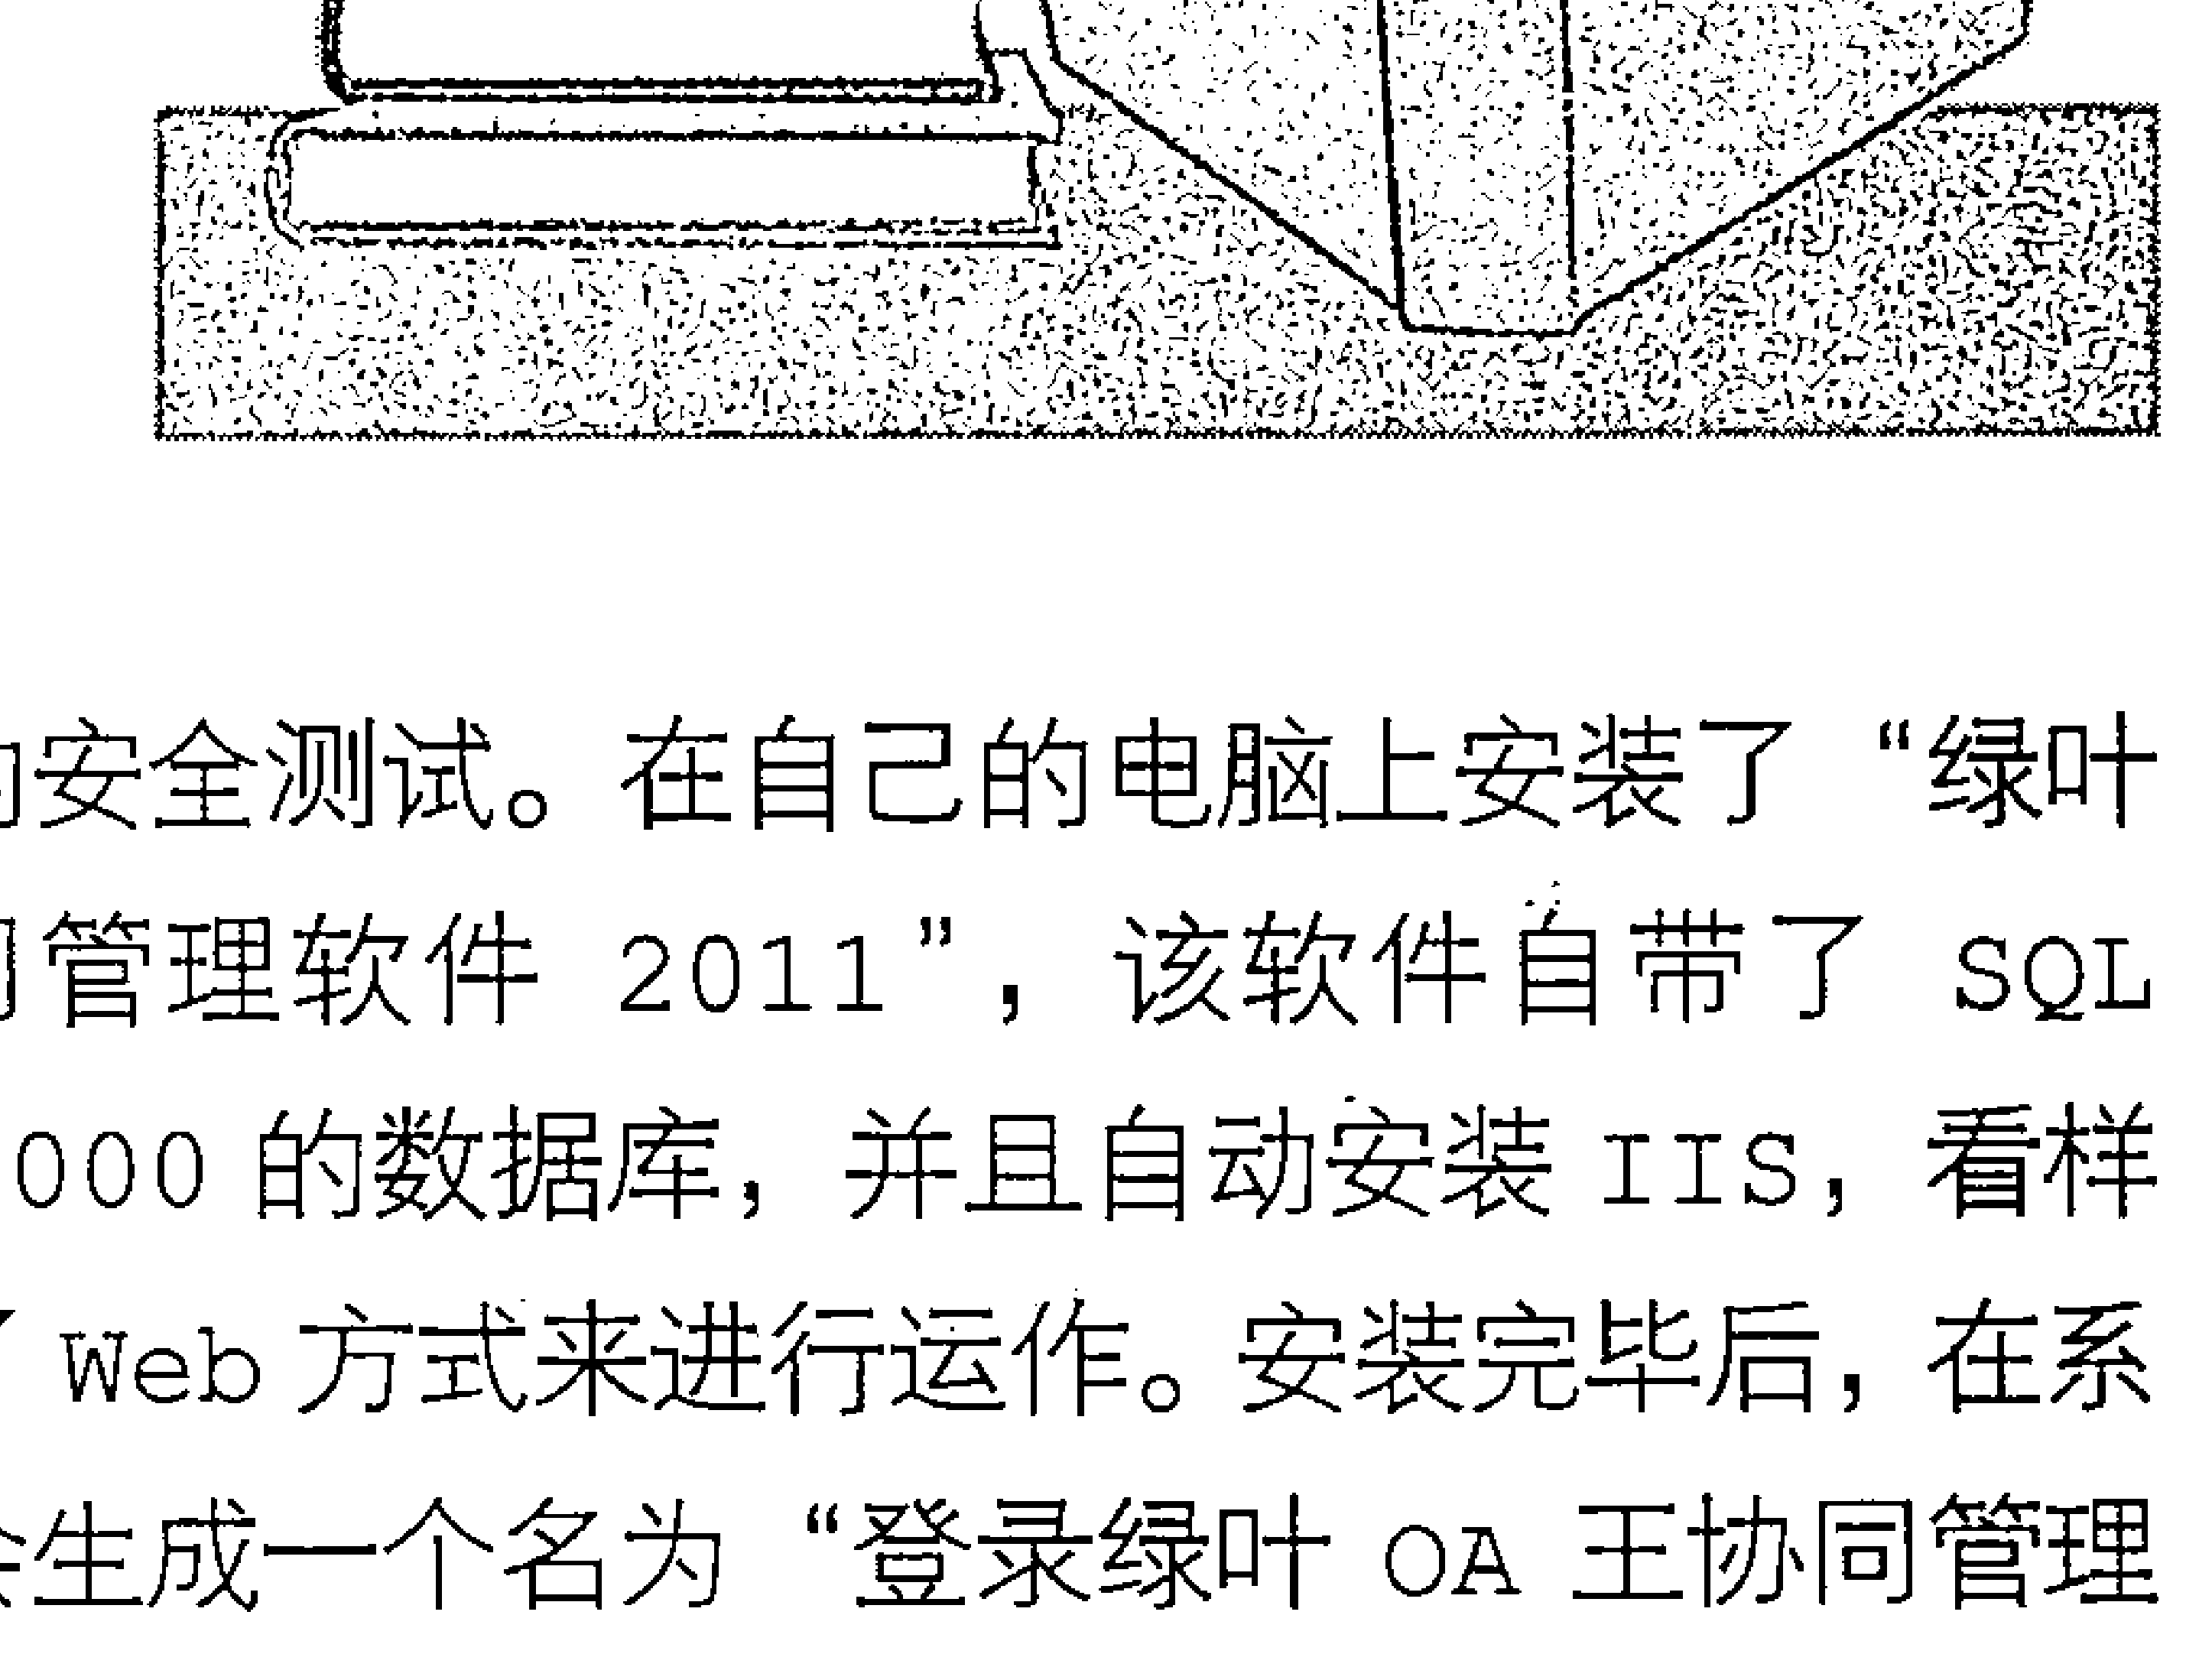 安全测试。在自己的电脑上安装了“绿叶
管理软件 2011”，该软件自带了 SQL
000 的数据库，并且自动安装 IIS，看样
Web 方式来进行运作。安装完毕后，在系
生成一个名为“登录绿叶 OA 王协同管理